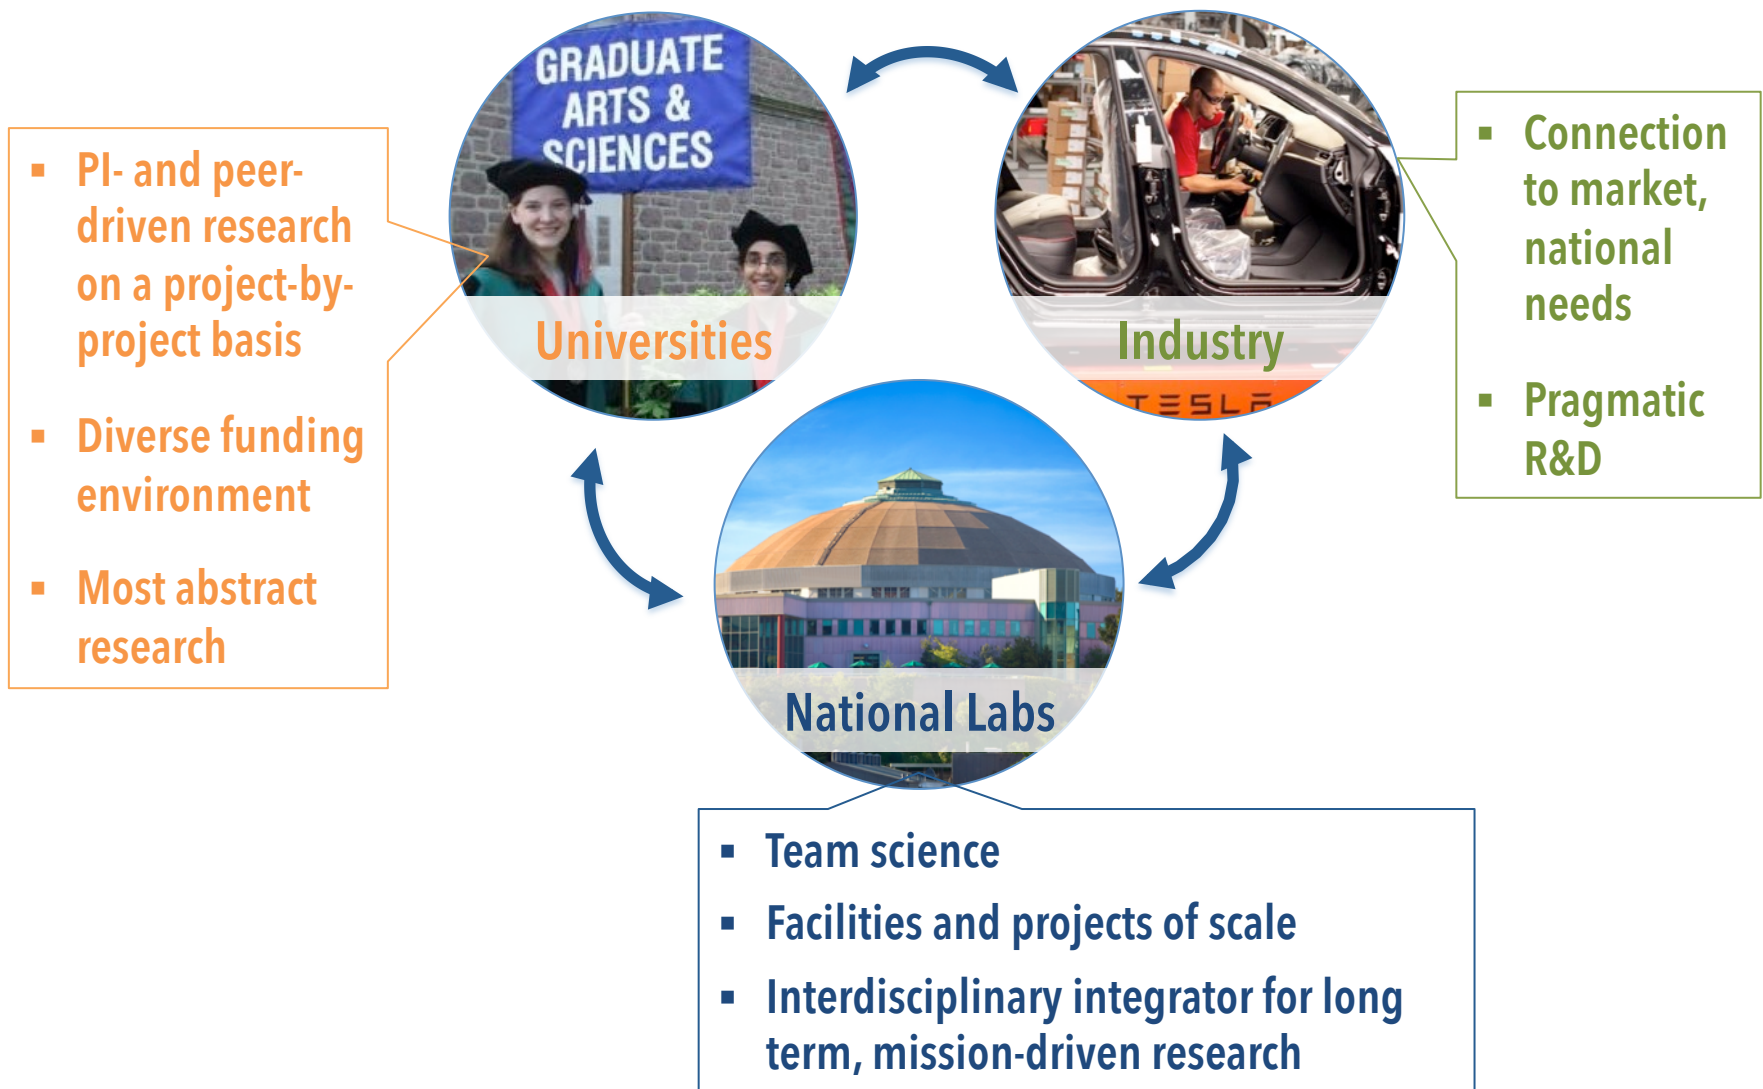 GRADUATE
ARTS &
SCIENCES
Universities
TESLA
Industry
National Labs
▪ PI- and peer-
driven research
on a project-by-
project basis
▪ Diverse funding
environment
▪ Most abstract
research
▪ Connection
to market,
national
needs
▪ Pragmatic
R&D
▪ Team science
▪ Facilities and projects of scale
▪ Interdisciplinary integrator for long
term, mission-driven research